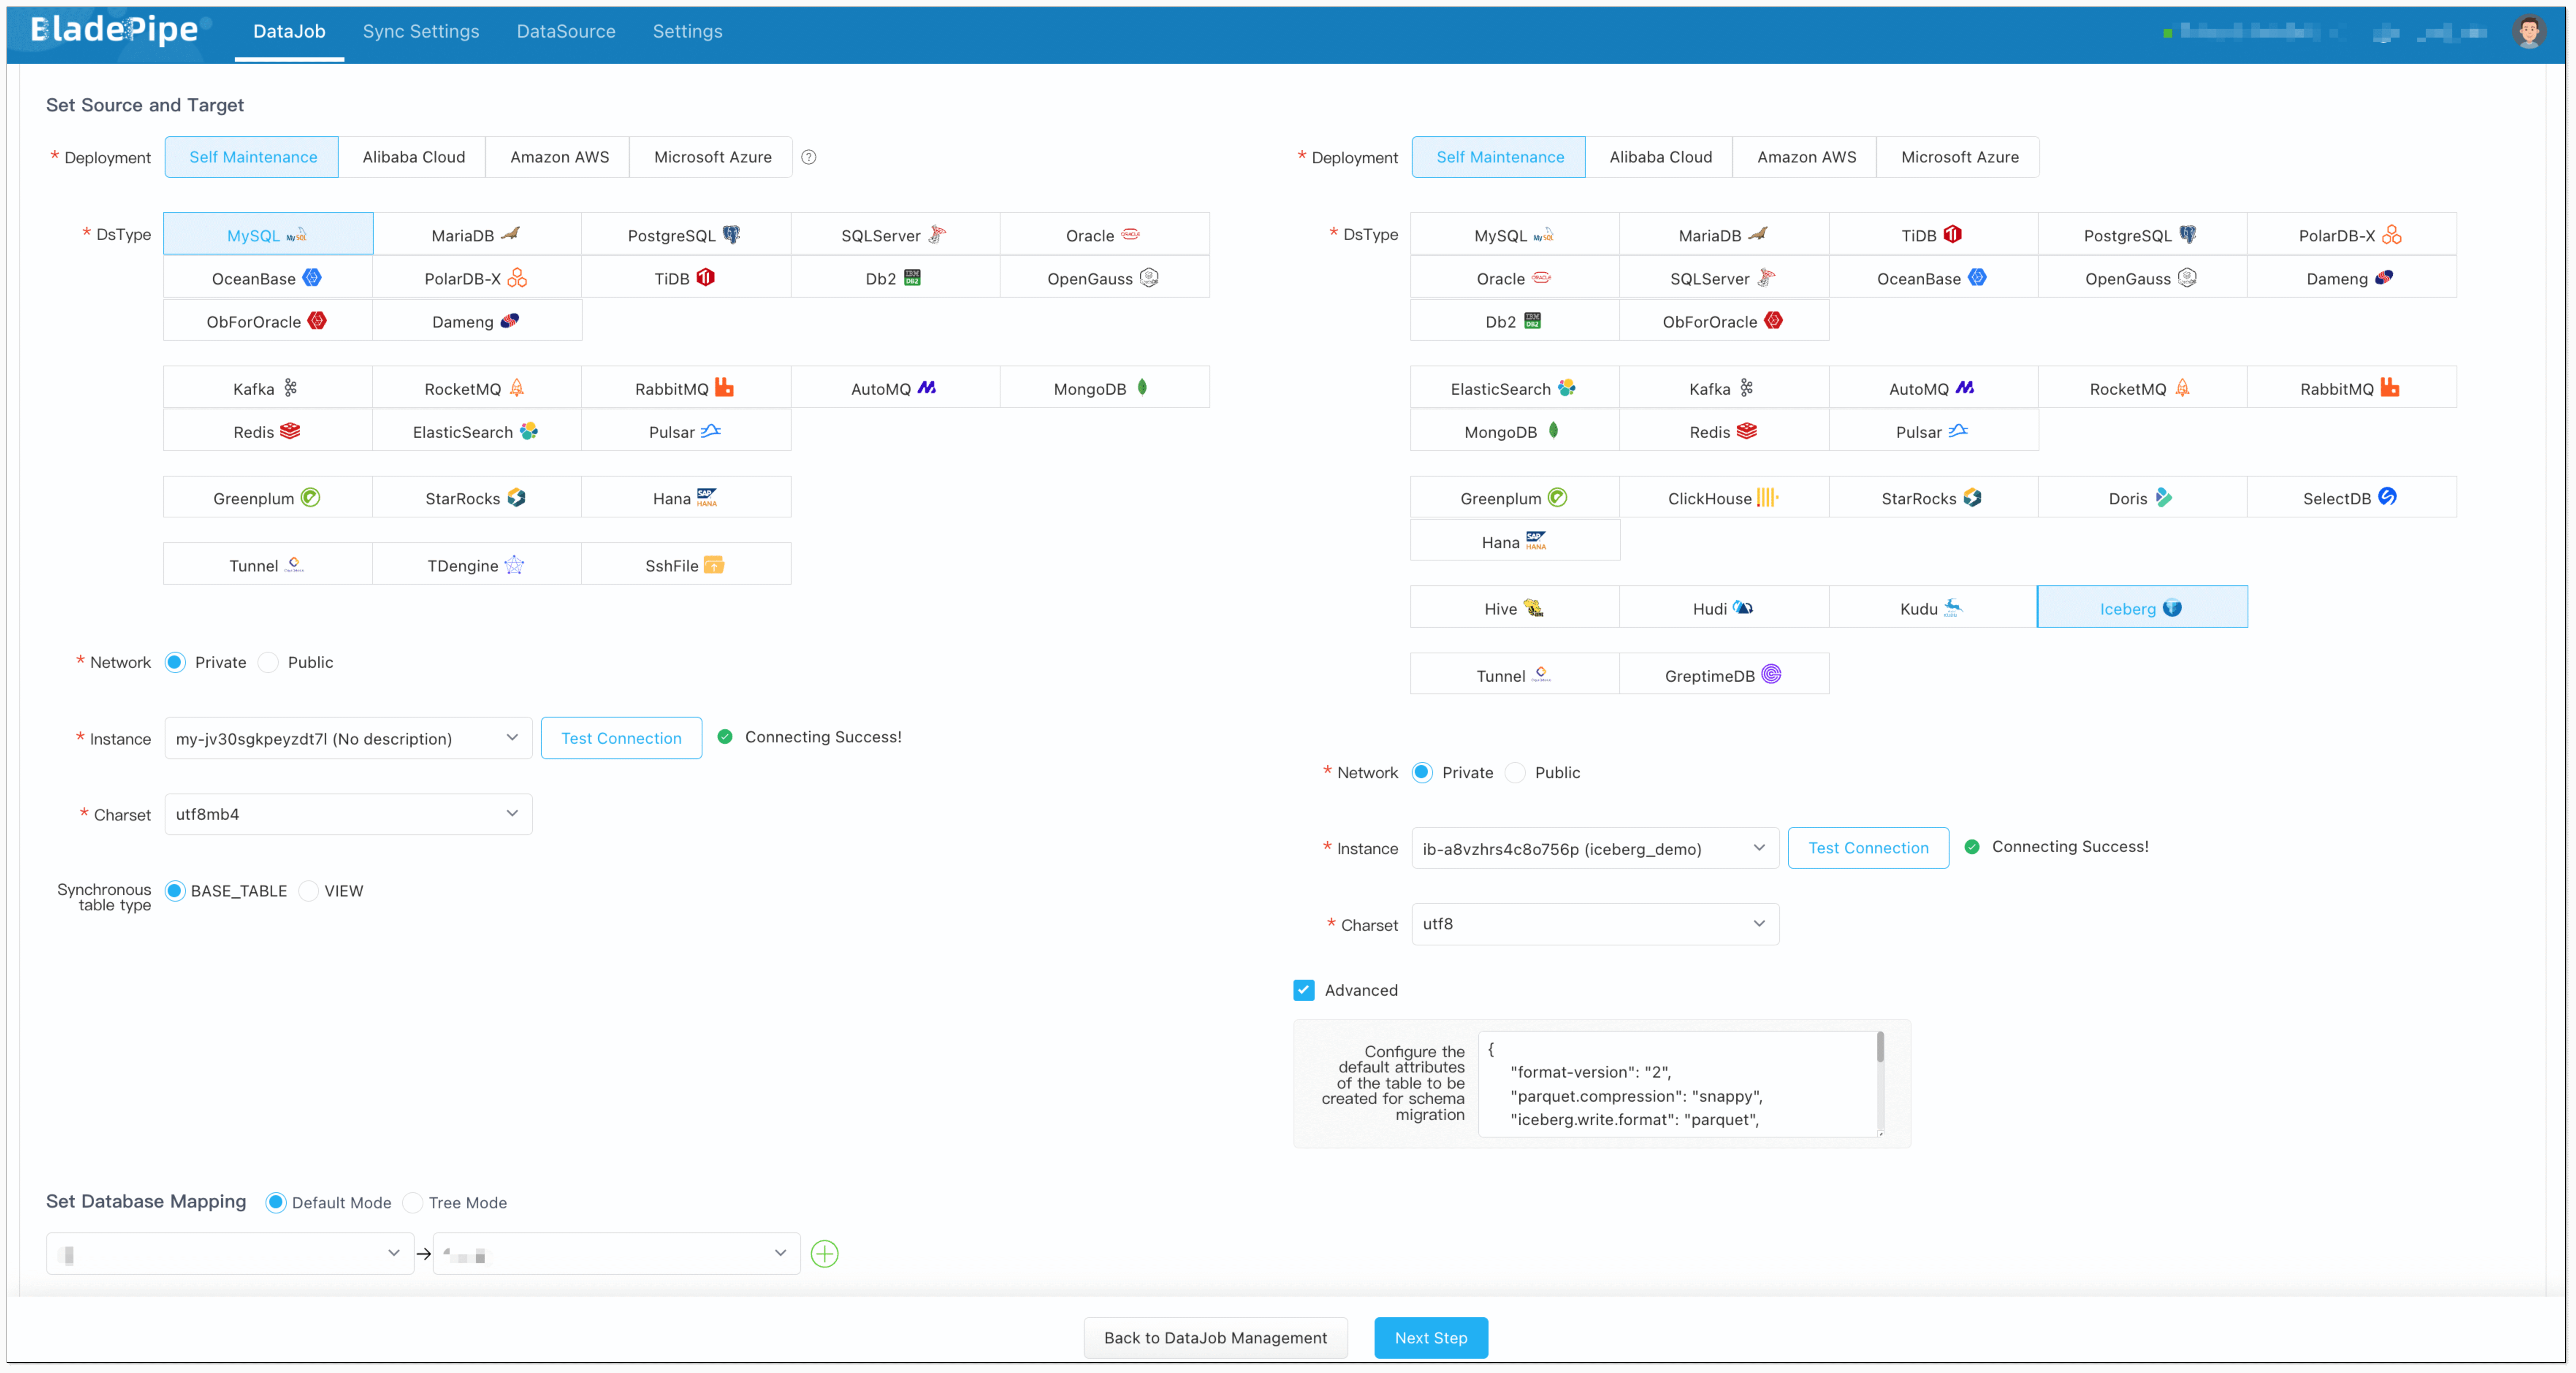 BladePipe
DataJob
Sync Settings
DataSource
Settings
Set Source and Target
* Deployment
Self Maintenance
Alibaba Cloud
Amazon AWS
Microsoft Azure
?
* DsType
MySQL
MariaDB
PostgreSQL
SQLServer
Oracle
OceanBase
PolarDB-X
TiDB
Db2
OpenGauss
ObForOracle
Dameng
Kafka
RocketMQ
RabbitMQ
AutoMQ
MongoDB
Redis
ElasticSearch
Pulsar
Greenplum
StarRocks
Hana
Tunnel
TDengine
SshFile
* Network
Private
Public
* Instance
my-jv30sgkpeyzdt7l (No description)
Test Connection
Connecting Success!
* Charset
utf8mb4
Synchronous
table type
BASE_TABLE
VIEW
* Deployment
Self Maintenance
Alibaba Cloud
Amazon AWS
Microsoft Azure
* DsType
MySQL
MariaDB
TiDB
PostgreSQL
PolarDB-X
Oracle
SQLServer
OceanBase
OpenGauss
Dameng
Db2
ObForOracle
ElasticSearch
Kafka
AutoMQ
RocketMQ
RabbitMQ
MongoDB
Redis
Pulsar
Greenplum
ClickHouse
StarRocks
Doris
SelectDB
Hana
Hive
Hudi
Kudu
Iceberg
Tunnel
GreptimeDB
* Network
Private
Public
* Instance
ib-a8vzhrs4c8o756p (iceberg_demo)
Test Connection
Connecting Success!
* Charset
utf8
Advanced
Configure the
default attributes
of the table to be
created for schema
migration
{
"format-version": "2",
"parquet.compression": "snappy",
"iceberg.write.format": "parquet",
Set Database Mapping
Default Mode
Tree Mode
Back to DataJob Management
Next Step